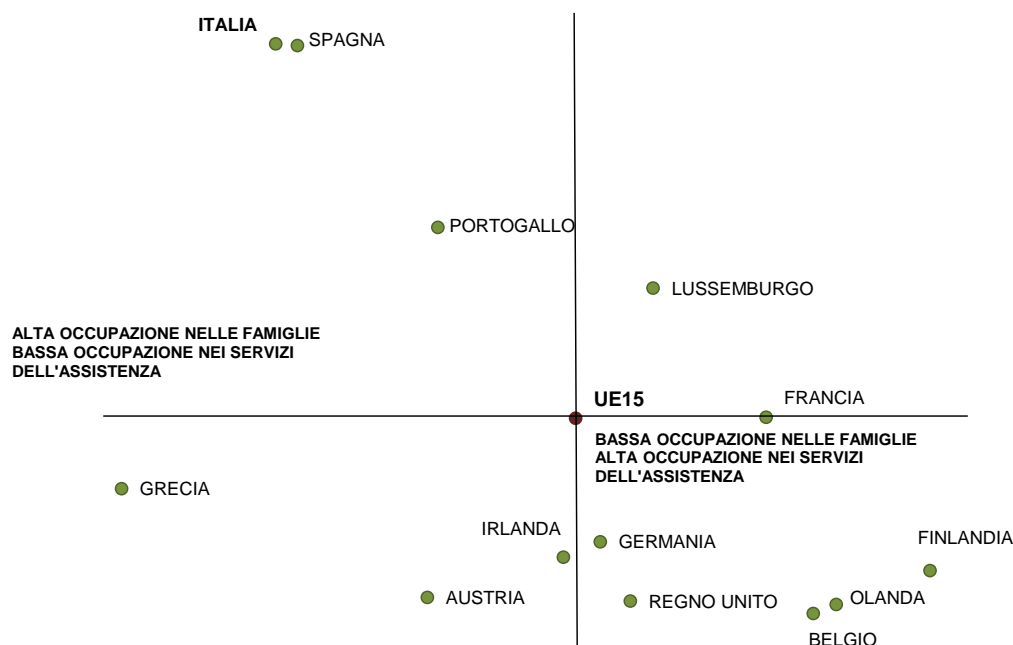 ITALIA
SPAGNA
PORTOGALLO
LUSSEMBURGO
ALTA OCCUPAZIONE NELLE FAMIGLIE
BASSA OCCUPAZIONE NEI SERVIZI
DELL'ASSISTENZA
UE15
FRANCIA
BASSA OCCUPAZIONE NELLE FAMIGLIE
ALTA OCCUPAZIONE NEI SERVIZI
DELL'ASSISTENZA
GRECIA
IRLANDA
GERMANIA
FINLANDIA
AUSTRIA
REGNO UNITO
OLANDA
BELGIO